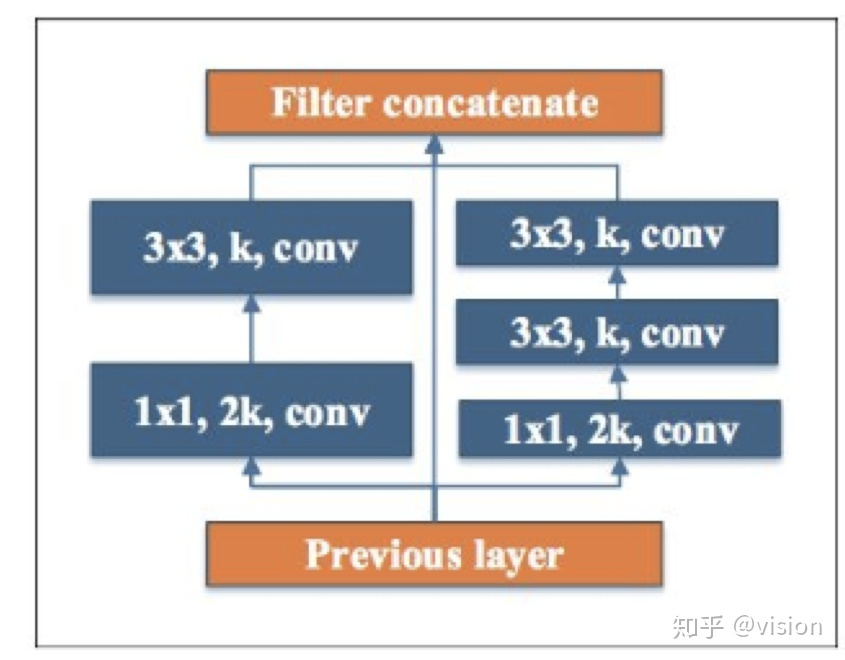 Filter concatenate
3x3, k, conv
1x1, 2k, conv
3x3, k, conv
3x3, k, conv
1x1, 2k, conv
Previous layer
知乎 @vision